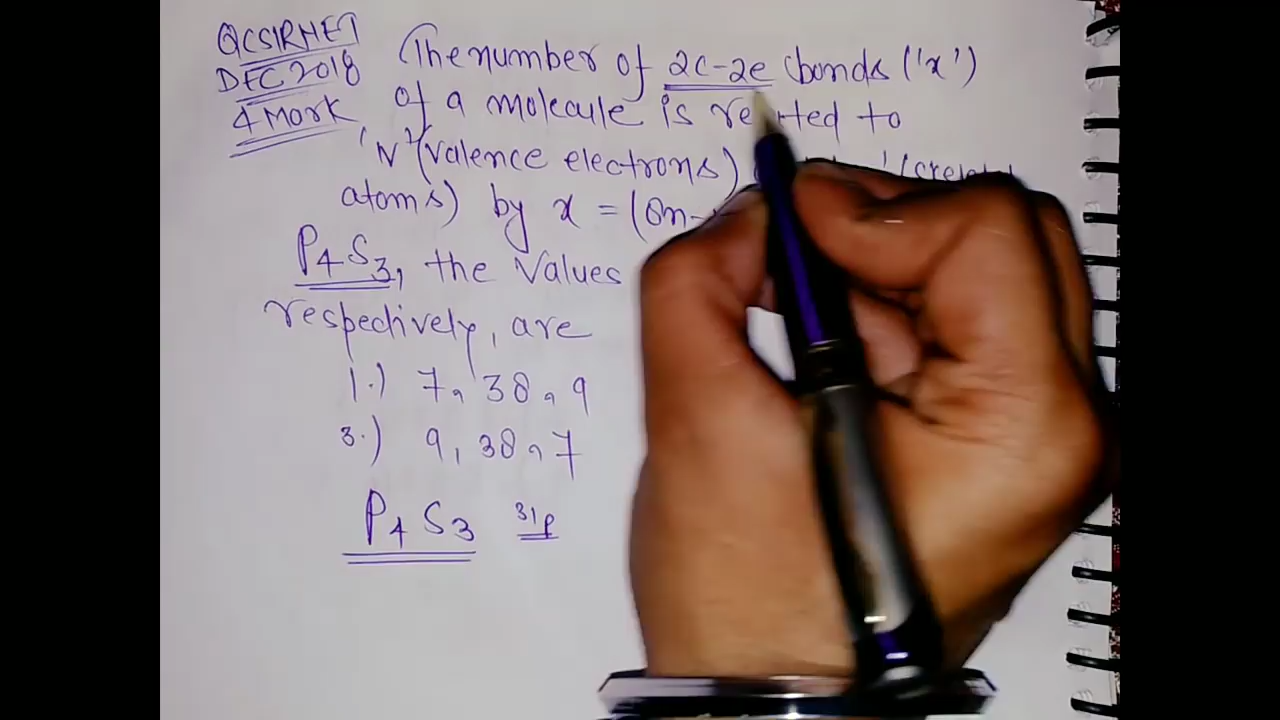 QCSIRNET
DEC 2018
4 Mark
The number of 2c-2e bonds ('x')
of a molecule is re ted to
'N' (valence electrons)
atoms) by x = (8n-
P4S3, the values
respectively, are
1.) 7, 38, 9
3.) 9, 38, 7
P4S3 31P